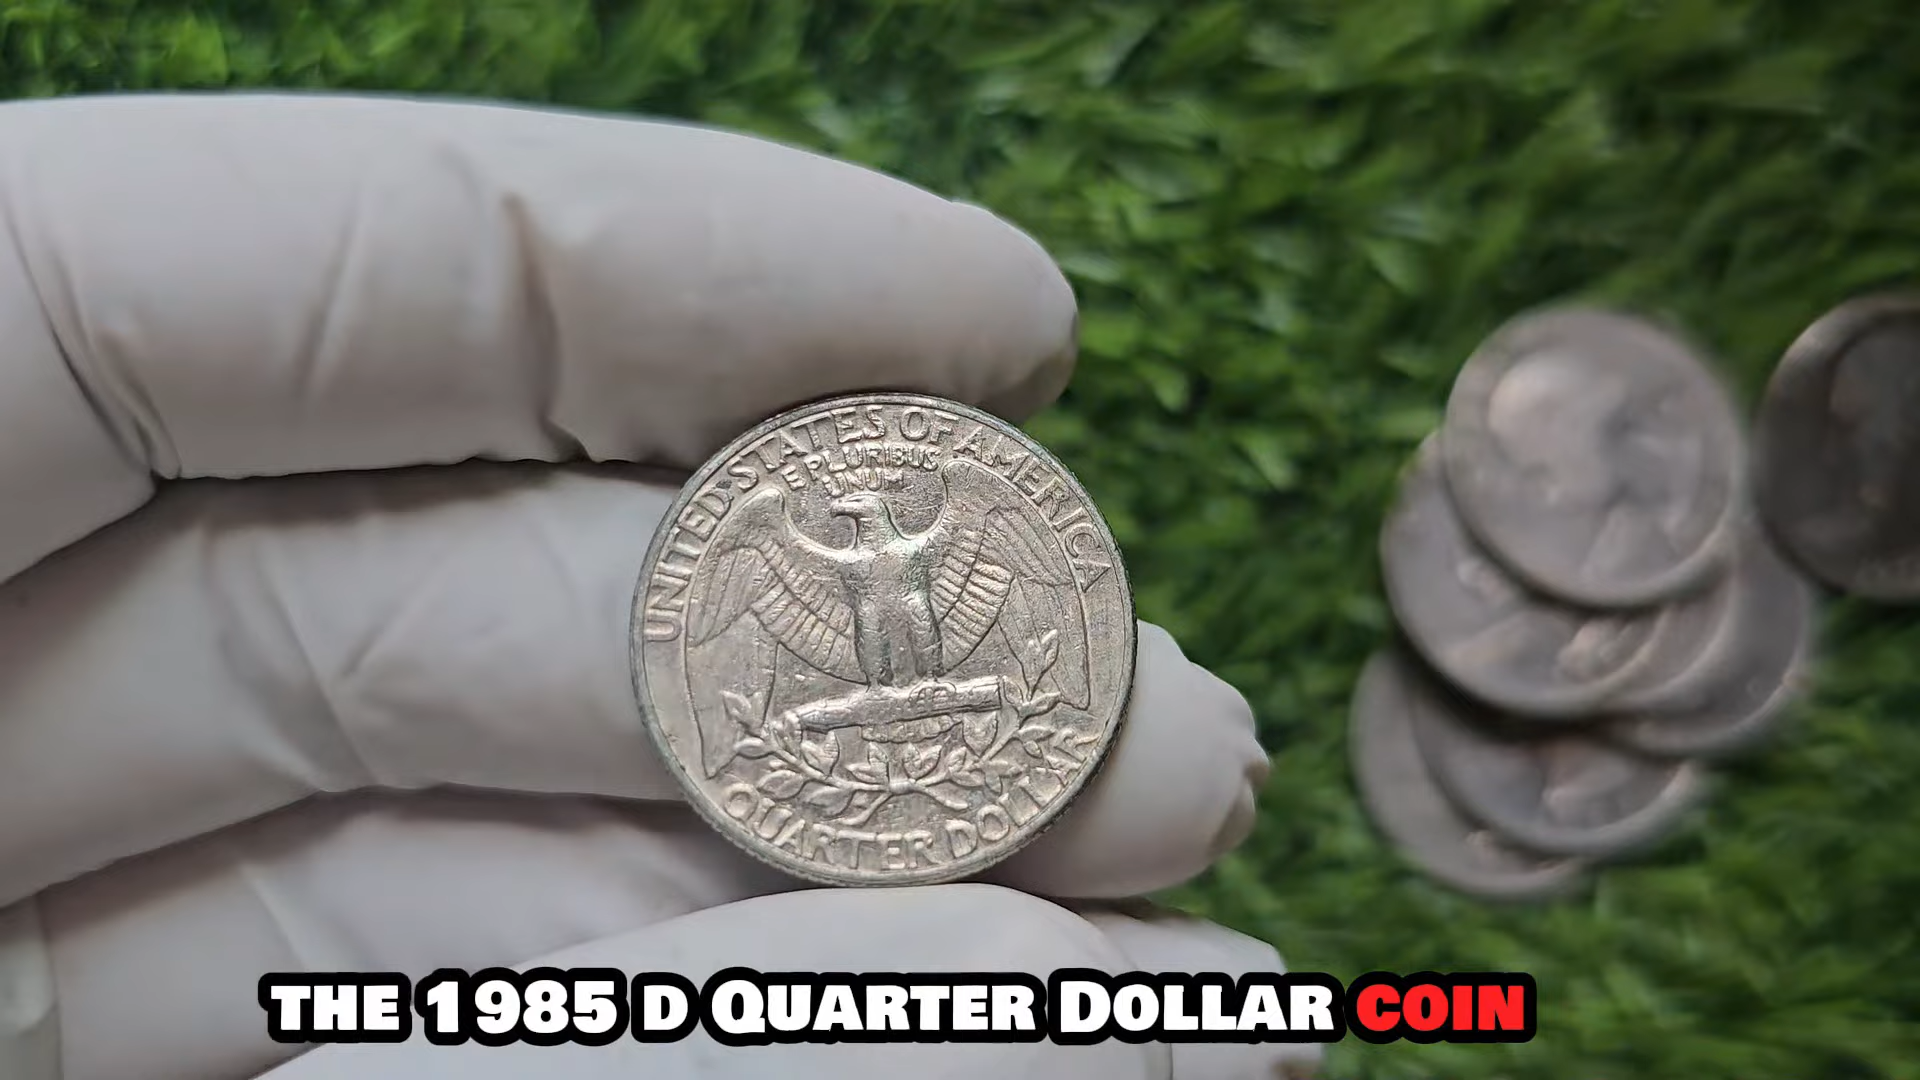 UNITED STATES OF AMERICA
E PLURIBUS
UNUM
QUARTER DOLLAR
THE 1985 D QUARTER DOLLAR COIN